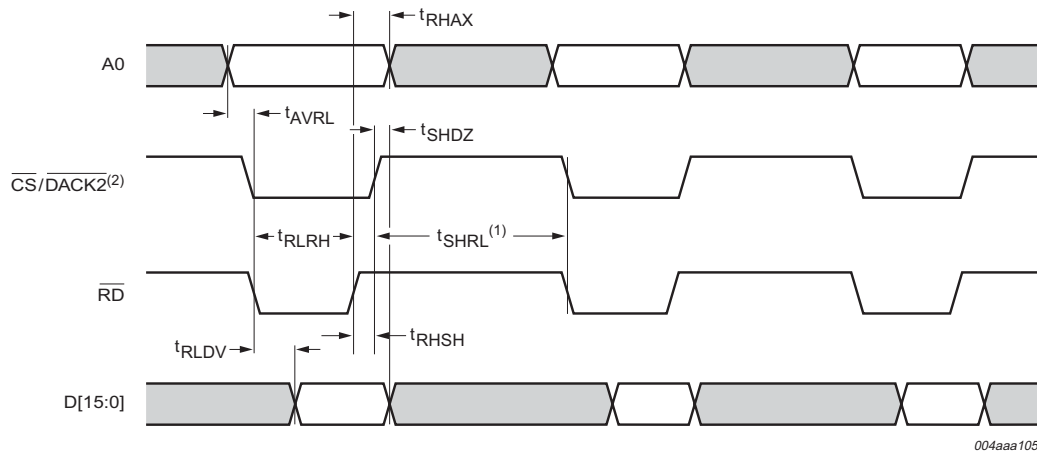 tRHAX
A0
tAVRL
tSHDZ
CS/DACK2(2)
tRLRH
tSHRL(1)
RD
tRLDV
tRHSH
D[15:0]
004aaa105